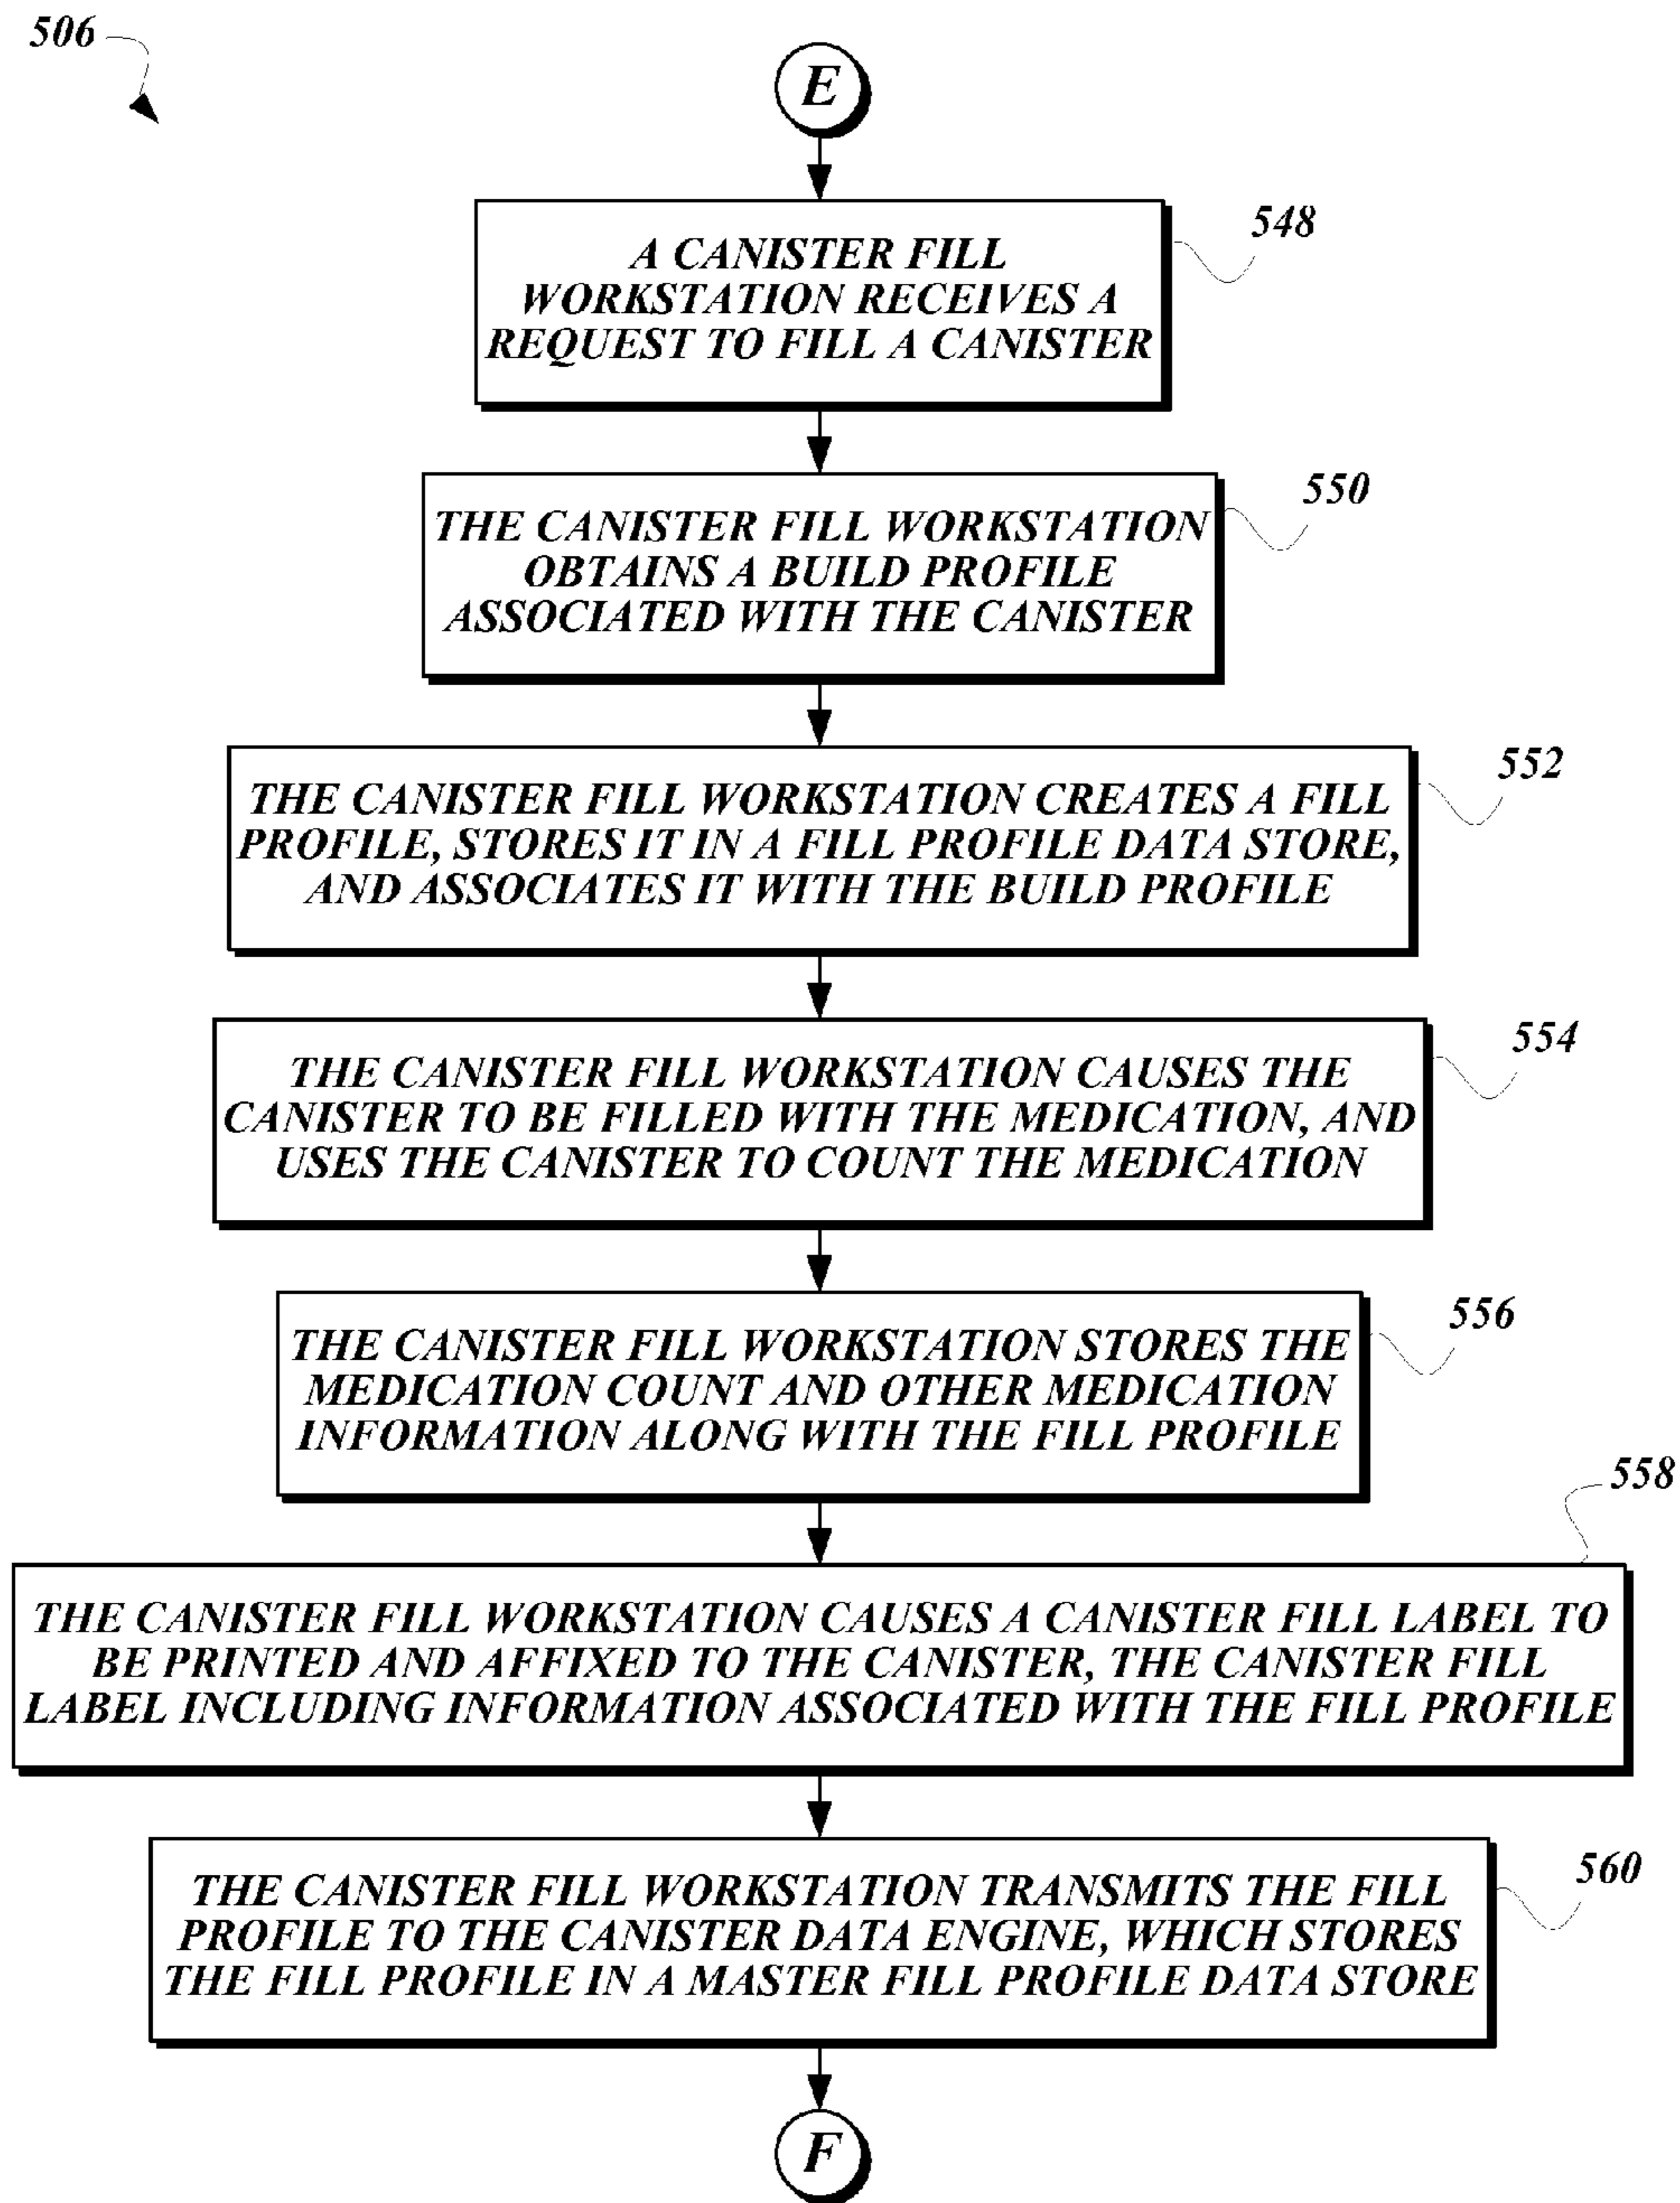 506
E
548
A CANISTER FILL
WORKSTATION RECEIVES A
REQUEST TO FILL A CANISTER
550
THE CANISTER FILL WORKSTATION
OBTAINS A BUILD PROFILE
ASSOCIATED WITH THE CANISTER
552
THE CANISTER FILL WORKSTATION CREATES A FILL
PROFILE, STORES IT IN A FILL PROFILE DATA STORE,
AND ASSOCIATES IT WITH THE BUILD PROFILE
554
THE CANISTER FILL WORKSTATION CAUSES THE
CANISTER TO BE FILLED WITH THE MEDICATION, AND
USES THE CANISTER TO COUNT THE MEDICATION
556
THE CANISTER FILL WORKSTATION STORES THE
MEDICATION COUNT AND OTHER MEDICATION
INFORMATION ALONG WITH THE FILL PROFILE
558
THE CANISTER FILL WORKSTATION CAUSES A CANISTER FILL LABEL TO
BE PRINTED AND AFFIXED TO THE CANISTER, THE CANISTER FILL
LABEL INCLUDING INFORMATION ASSOCIATED WITH THE FILL PROFILE
560
THE CANISTER FILL WORKSTATION TRANSMITS THE FILL
PROFILE TO THE CANISTER DATA ENGINE, WHICH STORES
THE FILL PROFILE IN A MASTER FILL PROFILE DATA STORE
F